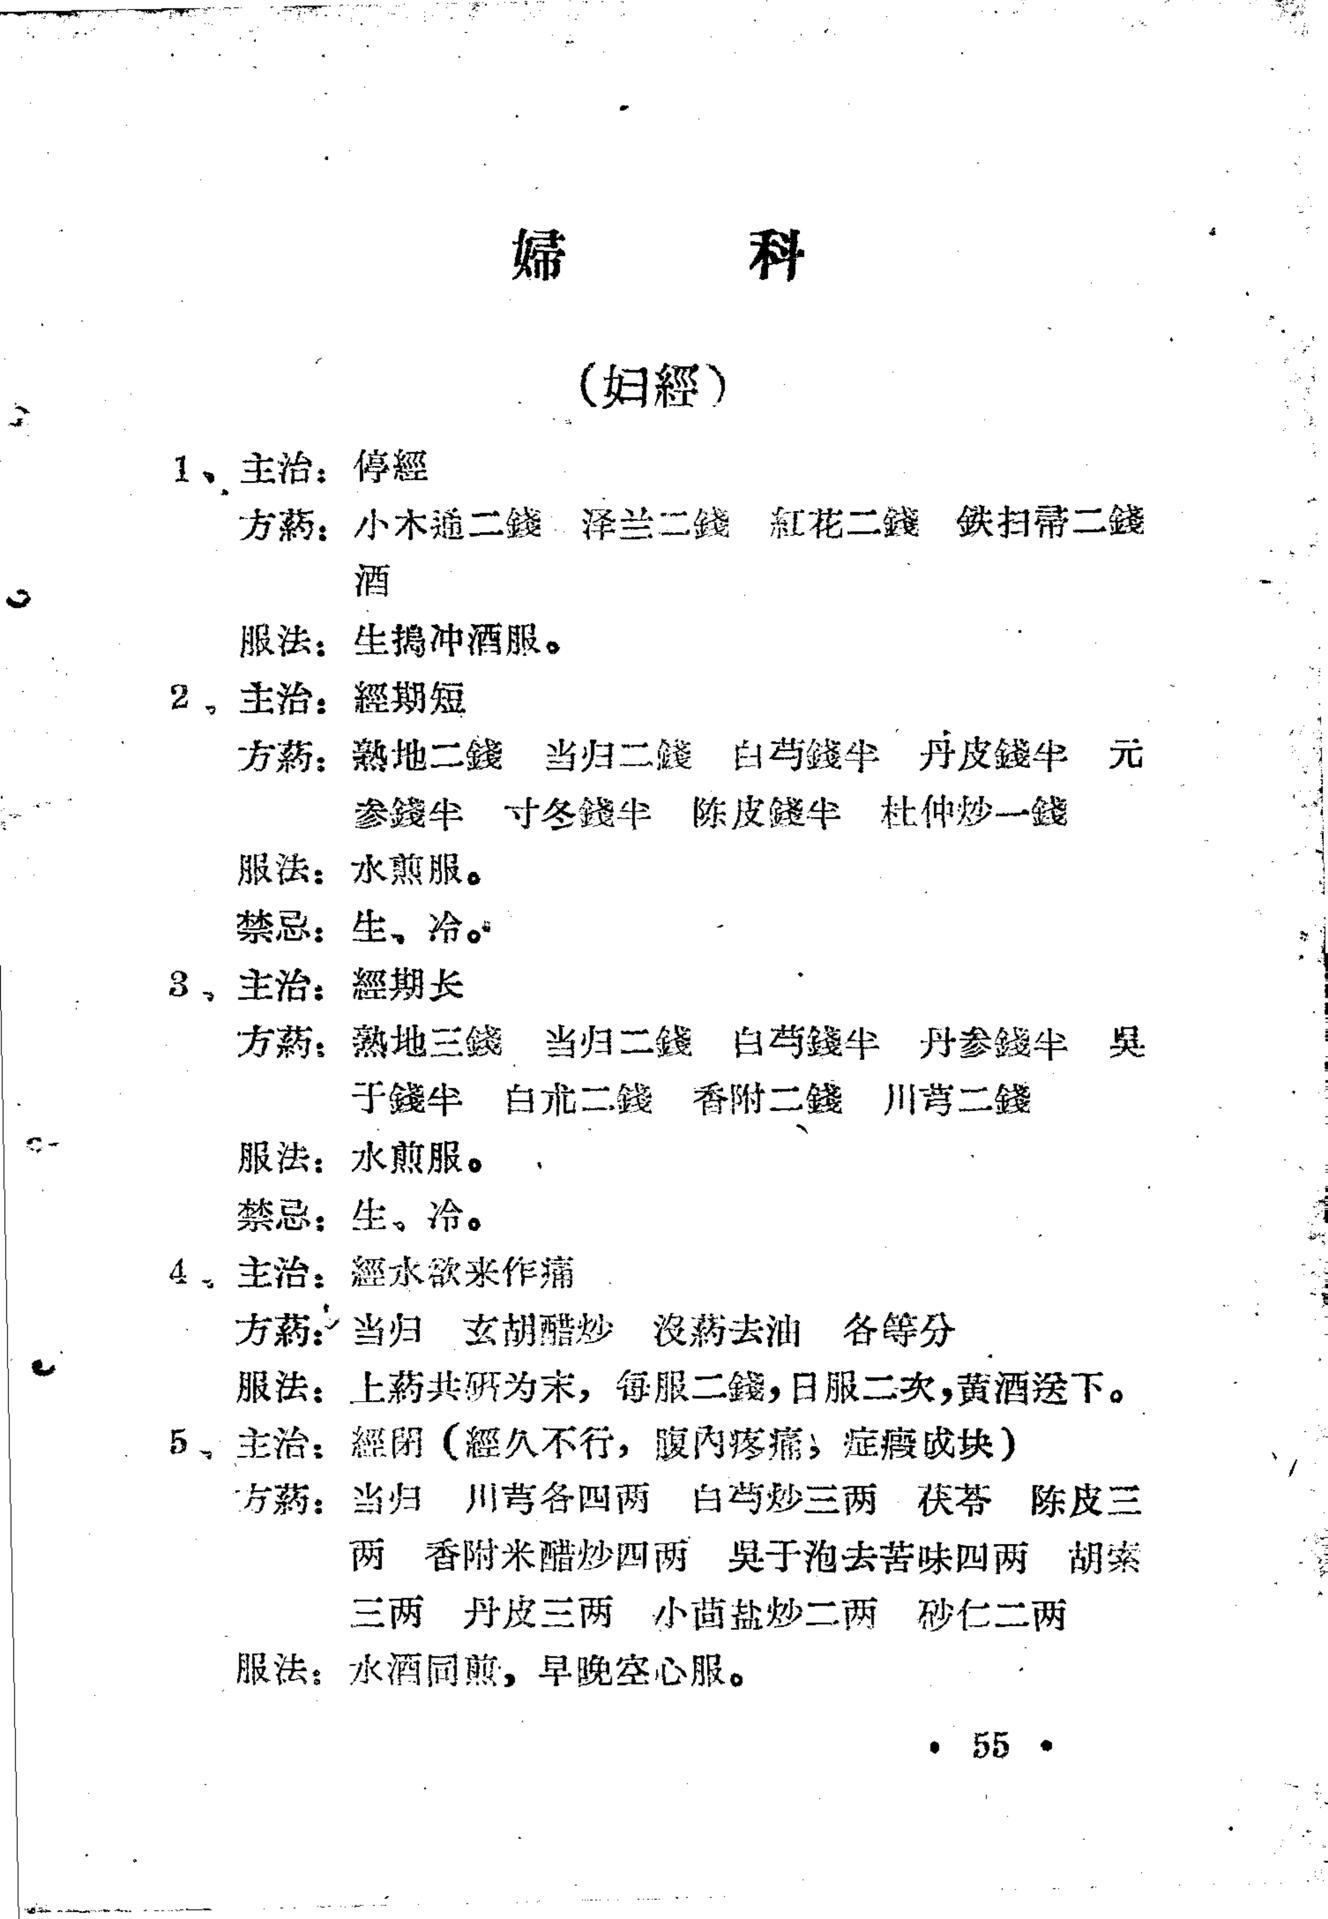 婦　科
（妇經）
1、主治：停經
方葯：小木通二錢　泽兰二錢　紅花二錢　鉄扫帚二錢
酒
服法：生搗冲酒服。
2、主治：經期短
方葯：熟地二錢　当归二錢　白芍錢半　丹皮錢半　元
参錢半　寸冬錢半　陈皮錢半　杜仲炒一錢
服法：水煎服。
禁忌：生、冷。
3、主治：經期长
方葯：熟地三錢　当归二錢　白芍錢半　丹参錢半　吳
于錢半　白朮二錢　香附二錢　川芎二錢
服法：水煎服。
禁忌：生、冷。
4、主治：經水欲来作痛
方葯：当归　玄胡醋炒　沒葯去油　各等分
服法：上葯共研为末，每服二錢，日服二次，黄酒送下。
5、主治：經閉（經久不行，腹內疼痛，症瘕成块）
方葯：当归　川芎各四两　白芍炒三两　茯苓　陈皮三
两　香附米醋炒四两　吳于泡去苦味四两　胡索
三两　丹皮三两　小茴盐炒二两　砂仁二两
服法：水酒同煎，早晚空心服。
• 55 •